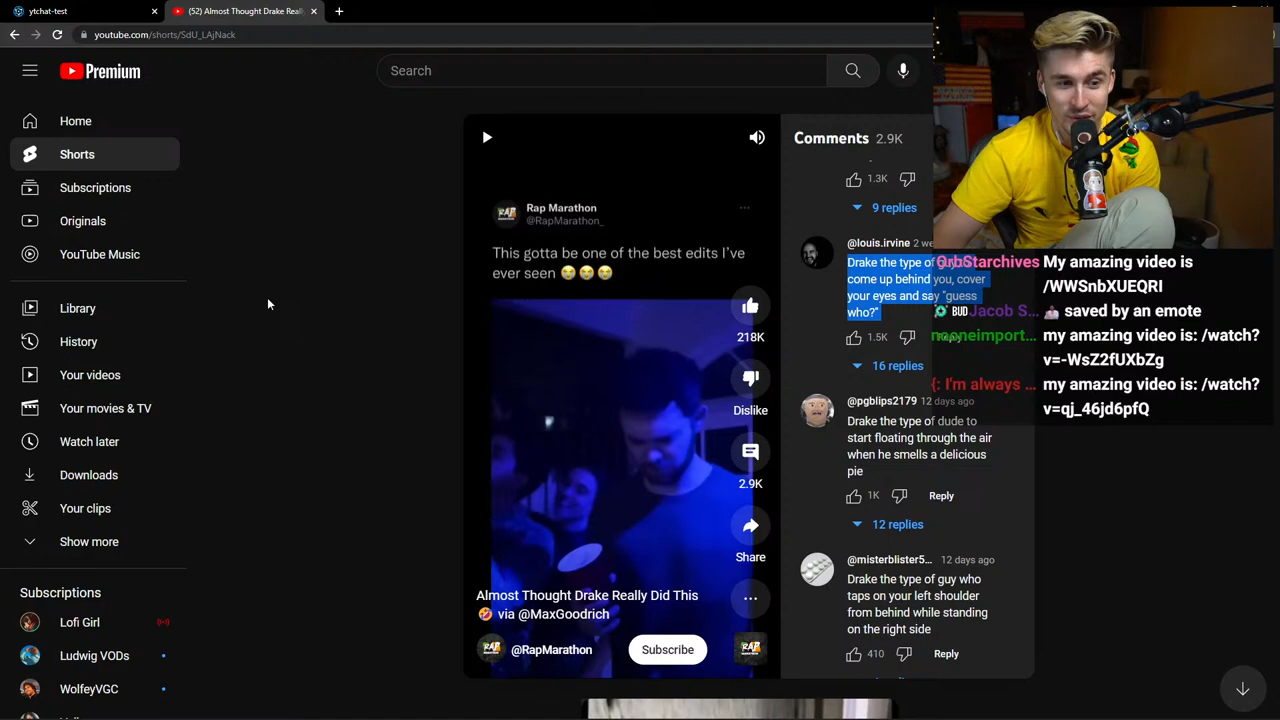 ytchat-test
(52) Almost Thought Drake Really
youtube.com/shorts/SdU_LAjNack
Premium
Search
Home
Shorts
Subscriptions
Originals
YouTube Music
Library
History
Your videos
Your movies & TV
Watch later
Downloads
Your clips
Show more
Subscriptions
Lofi Girl
Ludwig VODs
WolfeyVGC
Rap Marathon
@RapMarathon_
This gotta be one of the best edits I've
ever seen 😭😭😭
218K
Dislike
2.9K
Share
Almost Thought Drake Really Did This
🤣 via @MaxGoodrich
@RapMarathon
Subscribe
Comments 2.9K
1.3K
9 replies
@louis.irvine 2 we
Drake the type of guy to
come up behind you, cover
your eyes and say "guess
who?"
1.5K
Reply
16 replies
@pgblips2179 12 days ago
Drake the type of dude to
start floating through the air
when he smells a delicious
pie
1K Reply
12 replies
@misterblister5... 12 days ago
Drake the type of guy who
taps on your left shoulder
from behind while standing
on the right side
410 Reply
OrbStarchives My amazing video is
/WWSnbXUEQRI
BUD Jacob S... saved by an emote
noneimport... my amazing video is: /watch?
v=-WsZ2fUXbZg
{: I'm always ... my amazing video is: /watch?
v=qj_46jd6pfQ